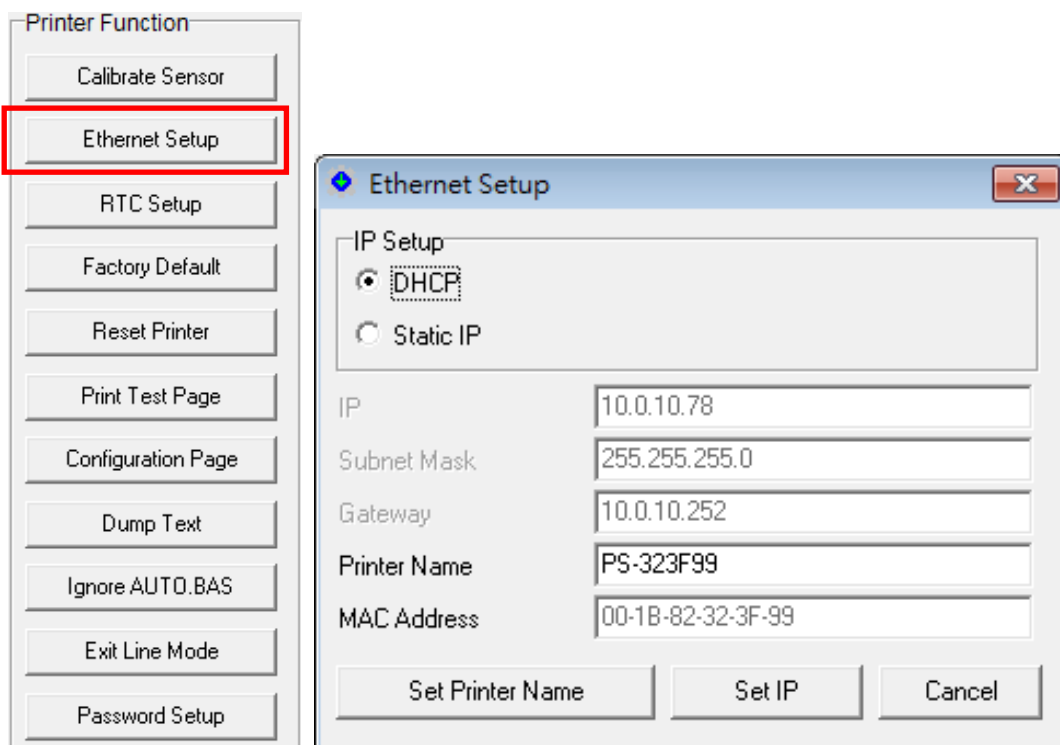 Printer Function
Calibrate Sensor
Ethernet Setup
RTC Setup
Factory Default
Reset Printer
Print Test Page
Configuration Page
Dump Text
Ignore AUTO.BAS
Exit Line Mode
Password Setup
Ethernet Setup
IP Setup
DHCP
Static IP
IP 10.0.10.78
Subnet Mask 255.255.255.0
Gateway 10.0.10.252
Printer Name PS-323F99
MAC Address 00-1B-82-32-3F-99
Set Printer Name Set IP Cancel